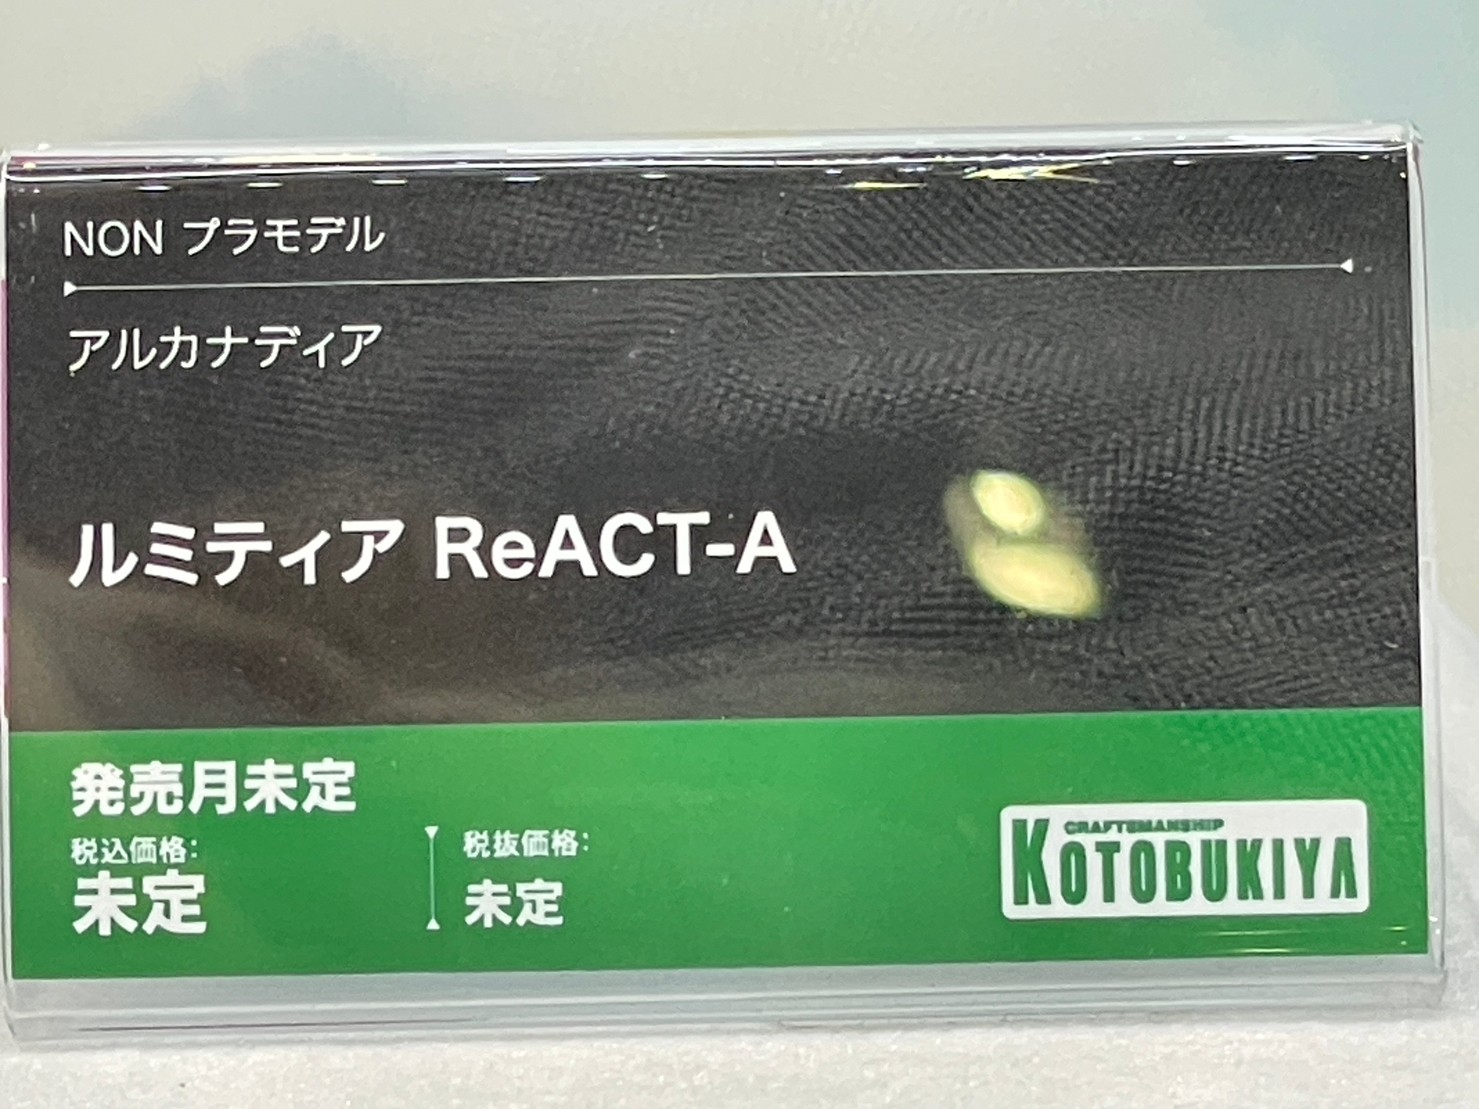 NON プラモデル
アルカナディア
ルミティア ReACT-A
発売月未定
税込価格:
未定
税抜価格:
未定
CRAFTSMANSHIP
KOTOBUKIYA